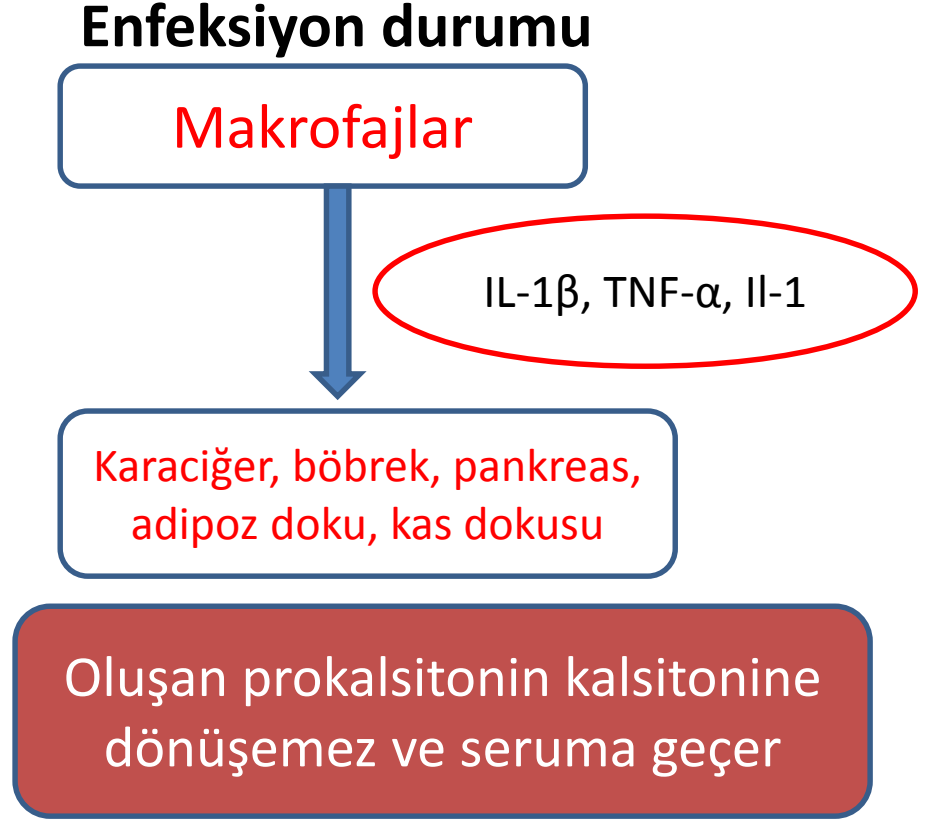 Enfeksiyon durumu
Makrofajlar
IL-1β, TNF-α, Il-1
Karaciğer, böbrek, pankreas,
adipoz doku, kas dokusu
Oluşan prokalsitonin kalsitonine
dönüşemez ve seruma geçer